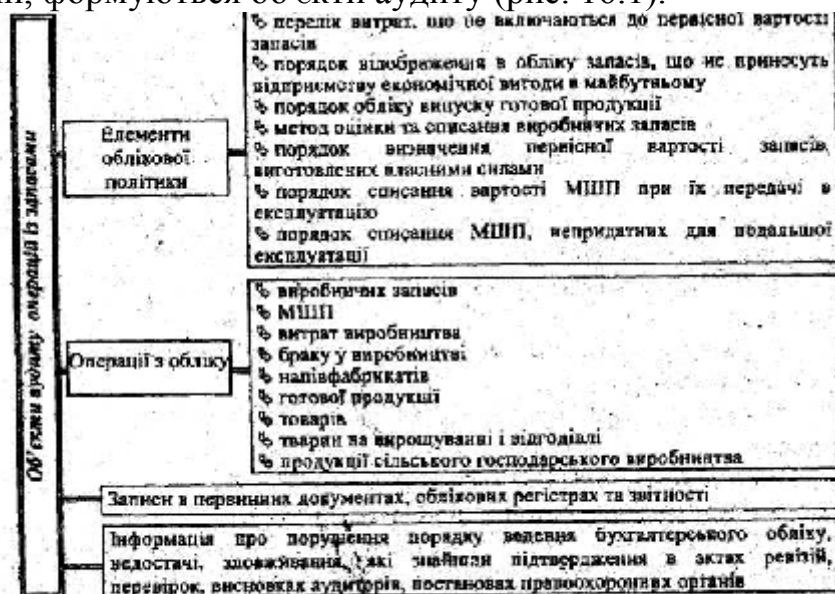 формуються об'єкти аудиту (рис. 10.1).
Об'єкти аудиту операцій із запасами
Елементи
облікової
політики
перелік витрат, що не включаються до первісної вартості
запасів
порядок відображення в обліку запасів, що не приносуть
підприємству економічної вигоди в майбутньому
порядок обліку випуску готової продукції
метод оцінки та списання виробничих запасів
порядок визначення первісної вартості запасів,
виготовлених власними силами
порядок списання вартості МШП при їх передачі в
експлуатацію
порядок списання МШП, непридатних для подальшої
експлуатації
Операції з обліку
виробничих запасів
МШП
витрат виробництва
браку у виробництві
напівфабрикатів
готової продукції
товарів
тварин на вирощуванні і відгодівлі
продукції сільського господарського виробництва
Записи в первинних документах, облікових регістрах та звітності
Інформація про порушення порядку ведення бухгалтерського обліку,
недостачі, зловживання, які знайшли підтвердження в актах ревізій,
перевірок, висновках аудиторів, постановах правоохоронних органів